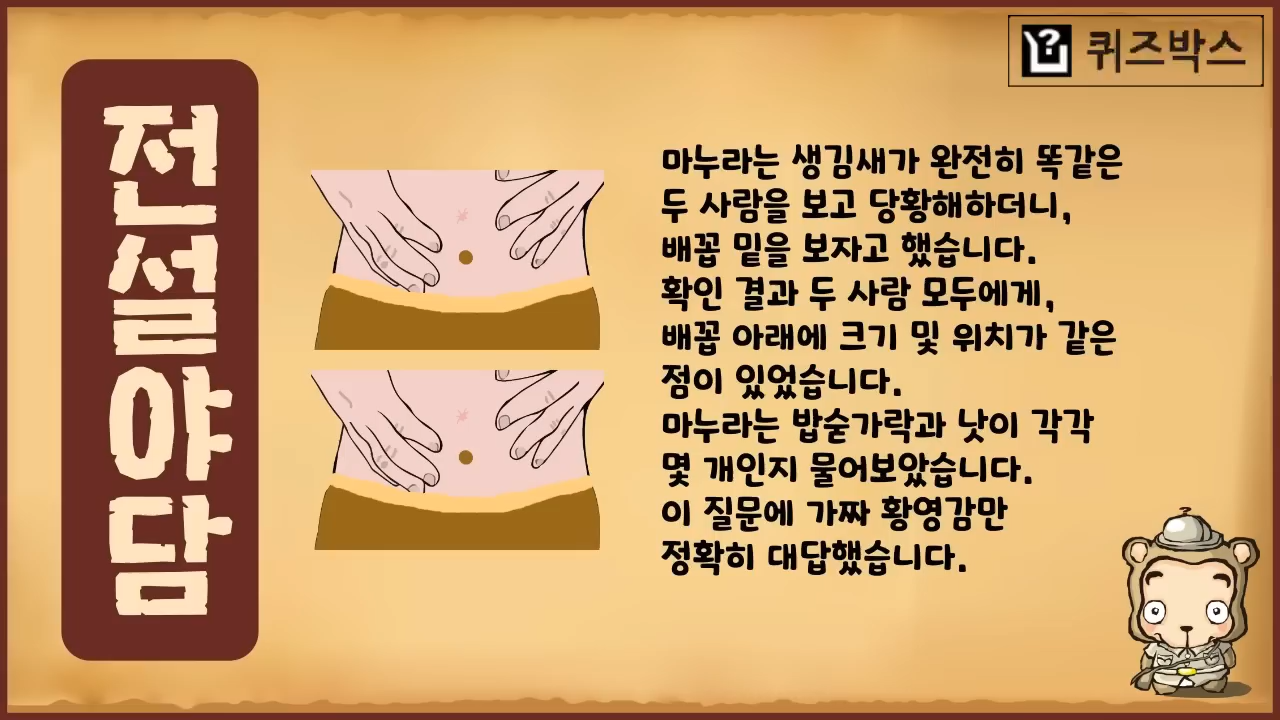 전설야담
퀴즈박스
마누라는 생김새가 완전히 똑같은
두 사람을 보고 당황해하더니,
배꼽 밑을 보자고 했습니다.
확인 결과 두 사람 모두에게,
배꼽 아래에 크기 및 위치가 같은
점이 있었습니다.
마누라는 밥숟가락과 낫이 각각
몇 개인지 물어보았습니다.
이 질문에 가짜 황영감만
정확히 대답했습니다.